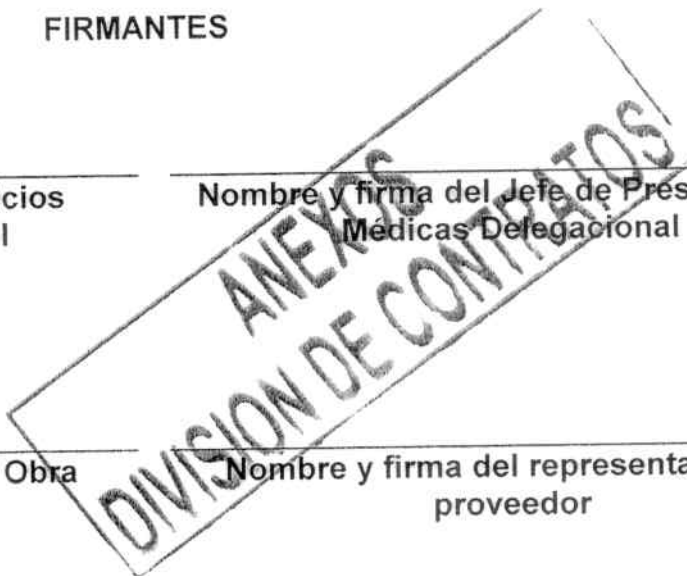 FIRMANTES
cios
Nombre y firma del Jefe de Pres
l
Médicas Delegacional
ANEXOS
DIVISION DE CONTRATOS
Obra
Nombre y firma del representa
proveedor